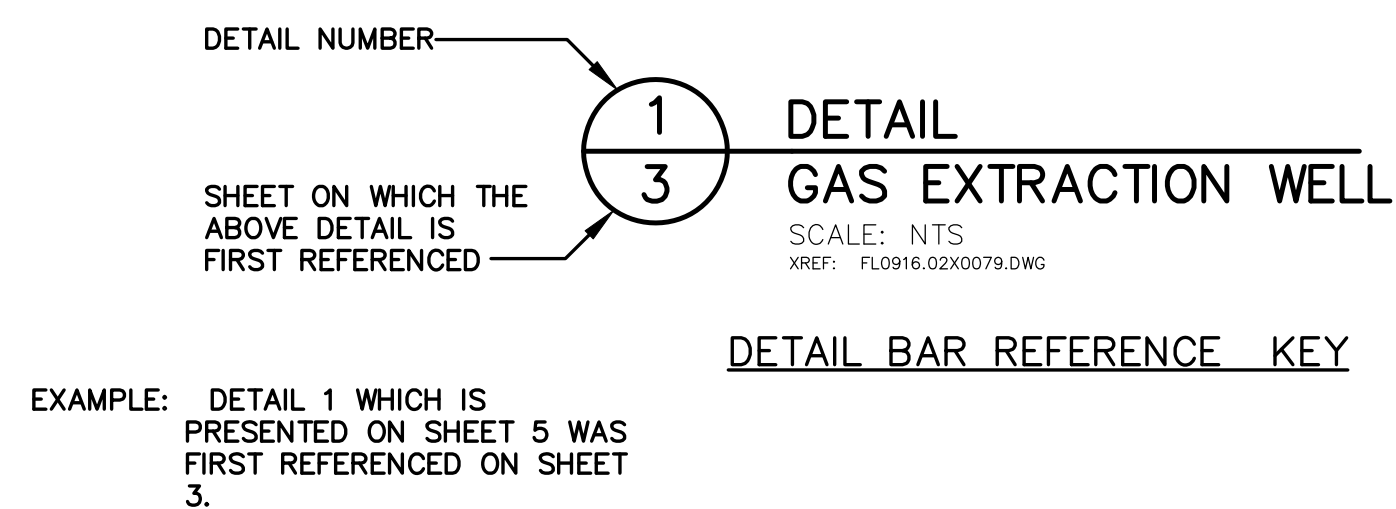 DETAIL NUMBER
1
3
SHEET ON WHICH THE
ABOVE DETAIL IS
FIRST REFERENCED
DETAIL
GAS EXTRACTION WELL
SCALE: NTS
XREF: FL0916.02X0079.DWG
DETAIL BAR REFERENCE KEY
EXAMPLE: DETAIL 1 WHICH IS
PRESENTED ON SHEET 5 WAS
FIRST REFERENCED ON SHEET
3.